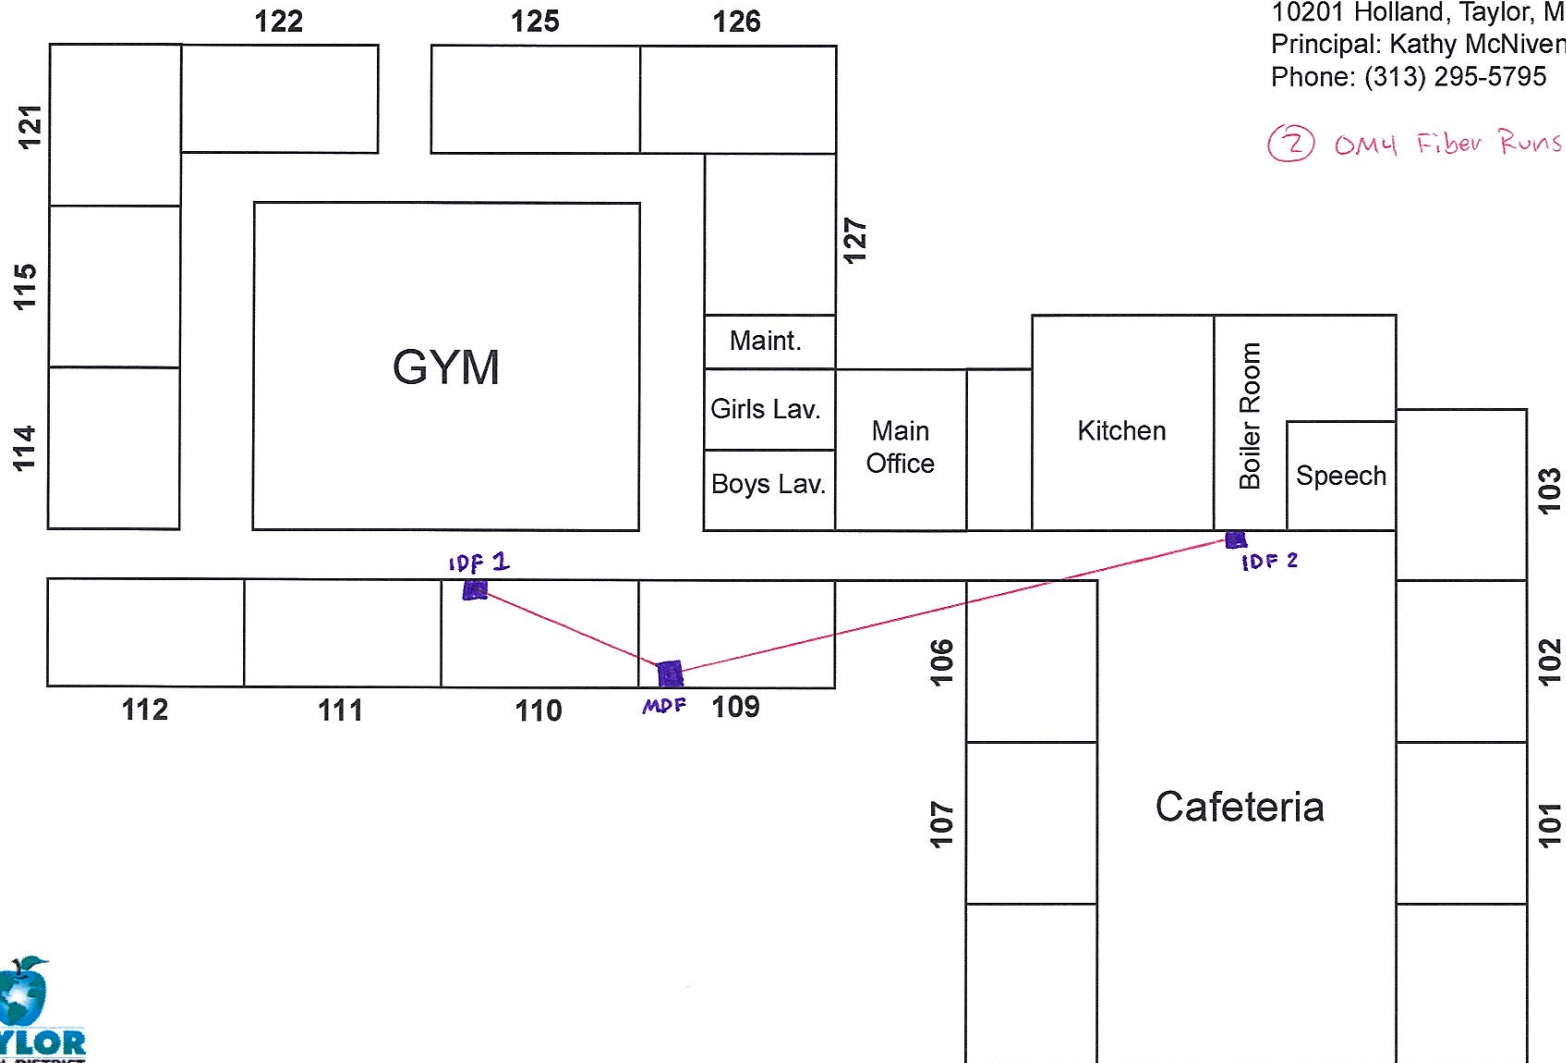 122
125
126
10201 Holland, Taylor, M
Principal: Kathy McNiven
Phone: (313) 295-5795
2 OM4 Fiber Runs
121
115
114
127
GYM
Maint.
Girls Lav.
Boys Lav.
Main
Office
Kitchen
Boiler Room
Speech
103
IDF 1
IDF 2
106
102
112
111
110
MDF
109
107
Cafeteria
101
YLOR